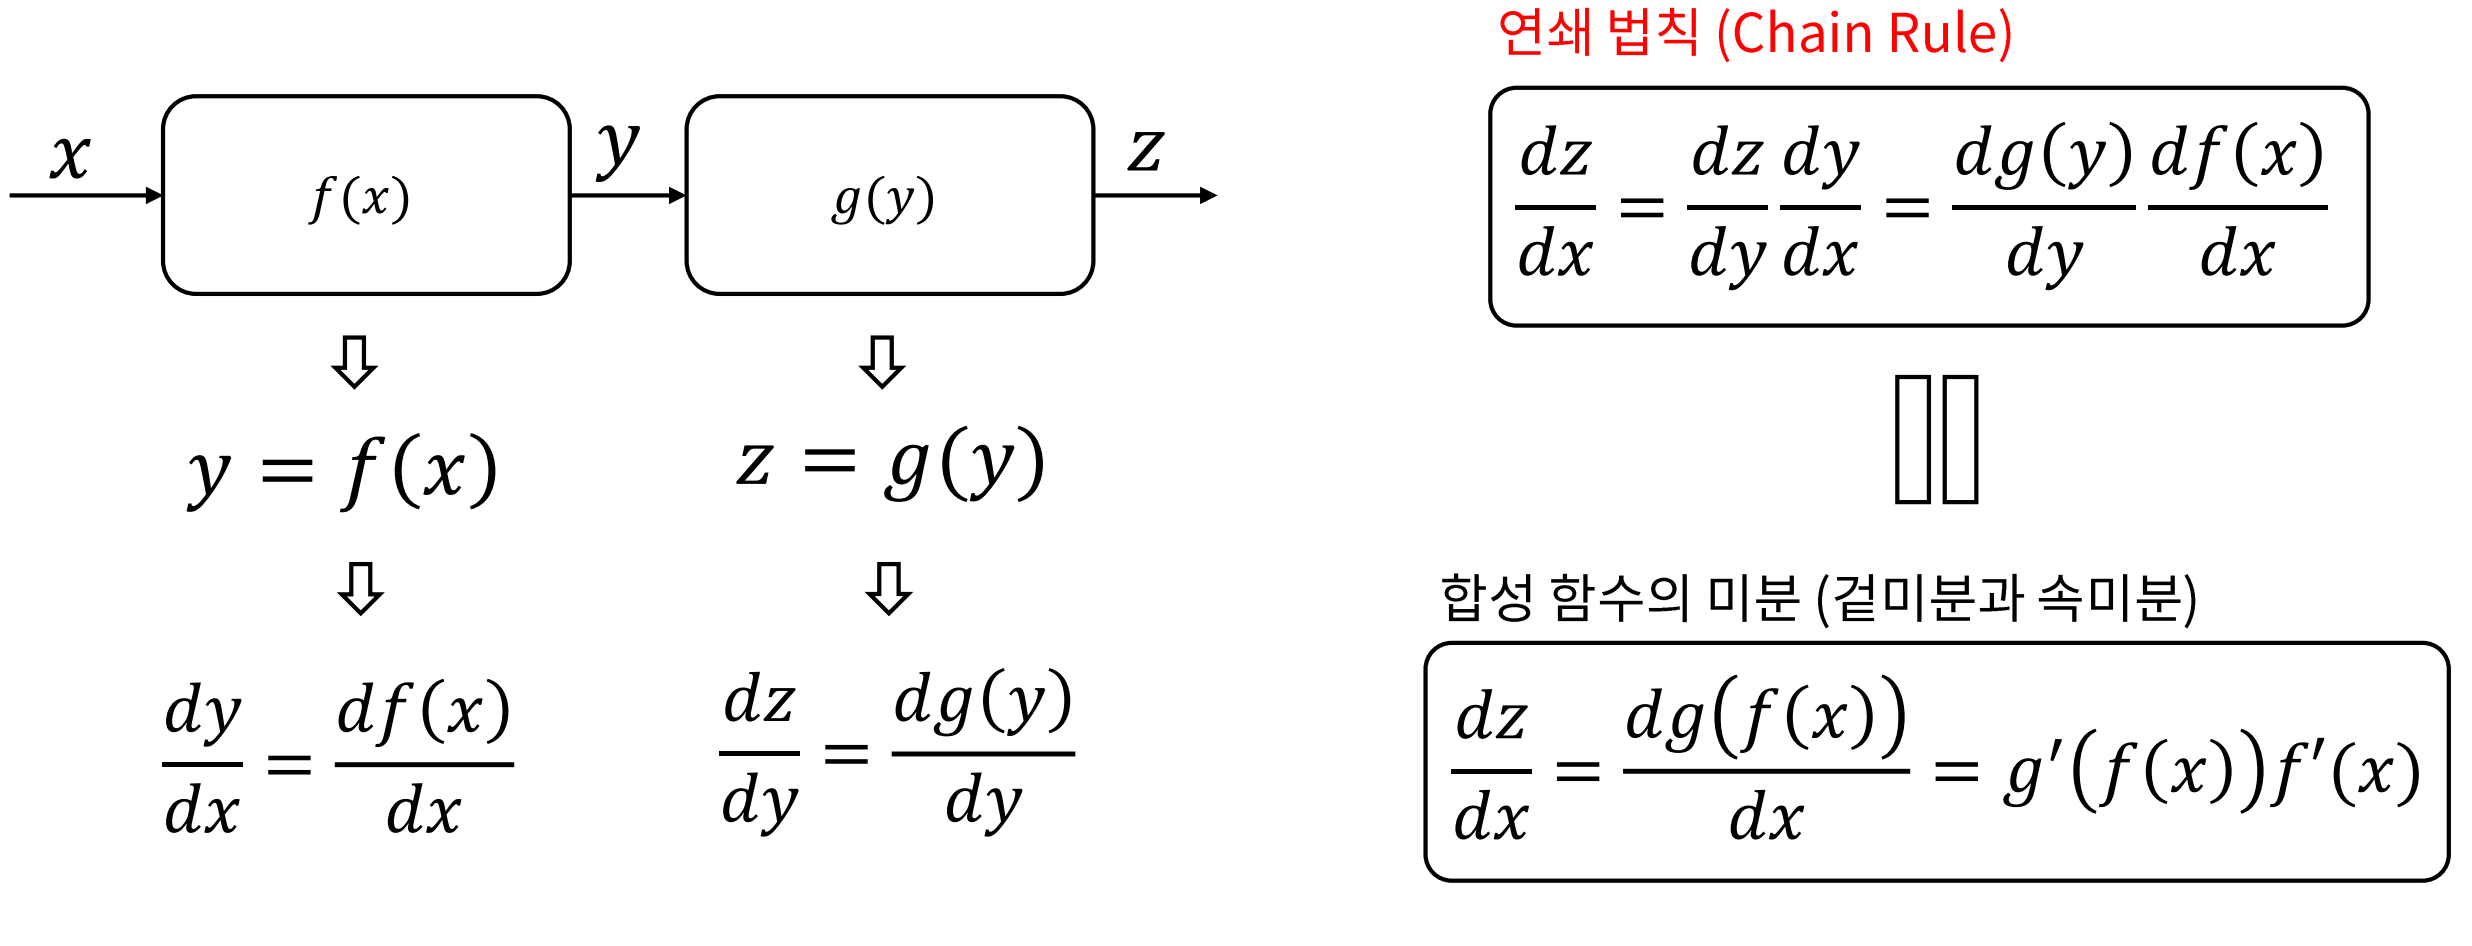 x
f(x)
y
g(y)
z
y = f(x)
z = g(y)
dy/dx = df(x)/dx
dz/dy = dg(y)/dy
연쇄 법칙 (Chain Rule)
dz/dx = dz/dy dy/dx = dg(y)/dy df(x)/dx
합성 함수의 미분 (겉미분과 속미분)
dz/dx = dg(f(x))/dx = g′(f(x))f′(x)